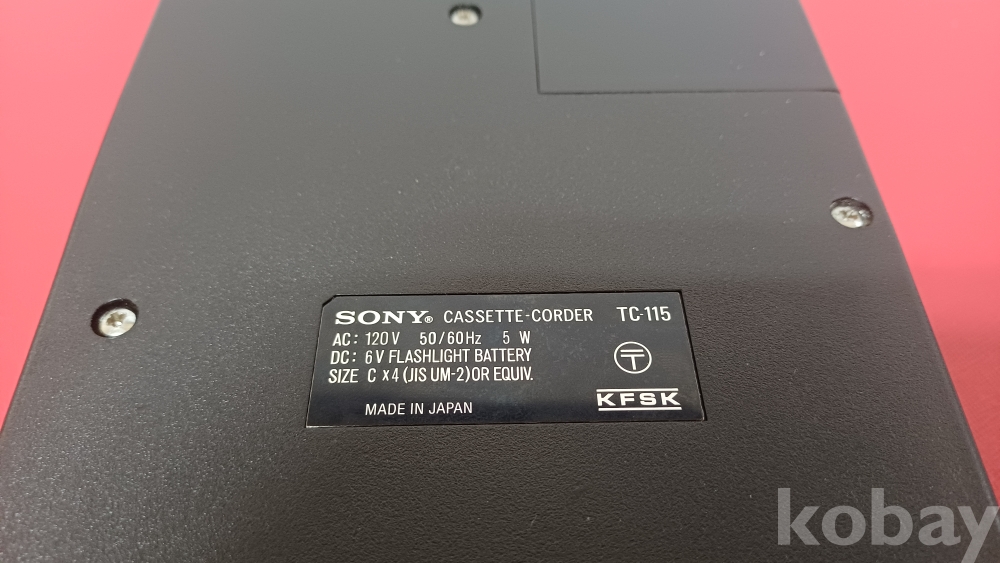 SONY® CASSETTE-CORDER TC-115
AC: 120V 50/60Hz 5 W
DC: 6V FLASHLIGHT BATTERY
SIZE C×4 (JIS UM-2) OR EQUIV.
MADE IN JAPAN
KFSK
kobay